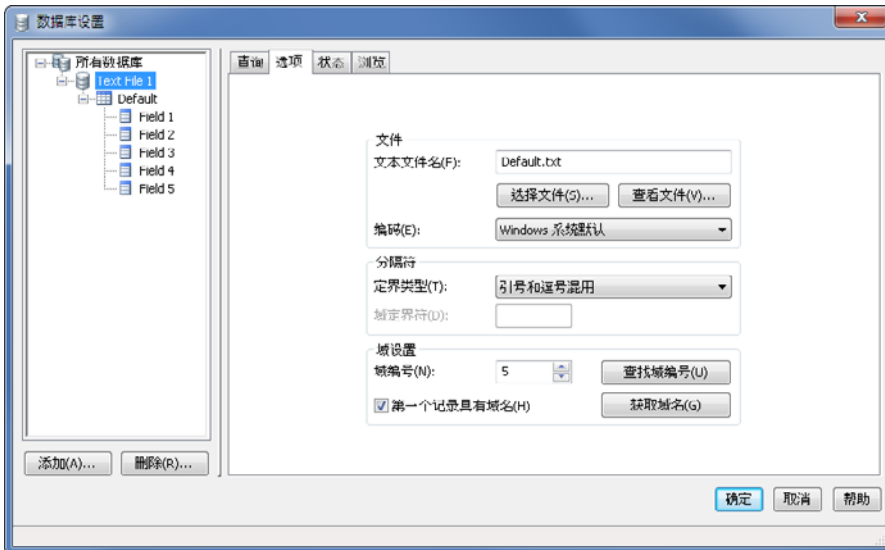 数据库设置
所有数据库
Text File 1
Default
Field 1
Field 2
Field 3
Field 4
Field 5
添加(A)...
删除(R)...
查询 选项 状态 浏览
文件
文本文件名(F): Default.txt
选择文件(S)... 查看文件(V)...
编码(E): Windows 系统默认
分隔符
定界类型(T): 引号和逗号混用
域定界符(D):
域设置
域编号(N): 5 查找域编号(U)
第一个记录具有域名(H) 获取域名(G)
确定 取消 帮助